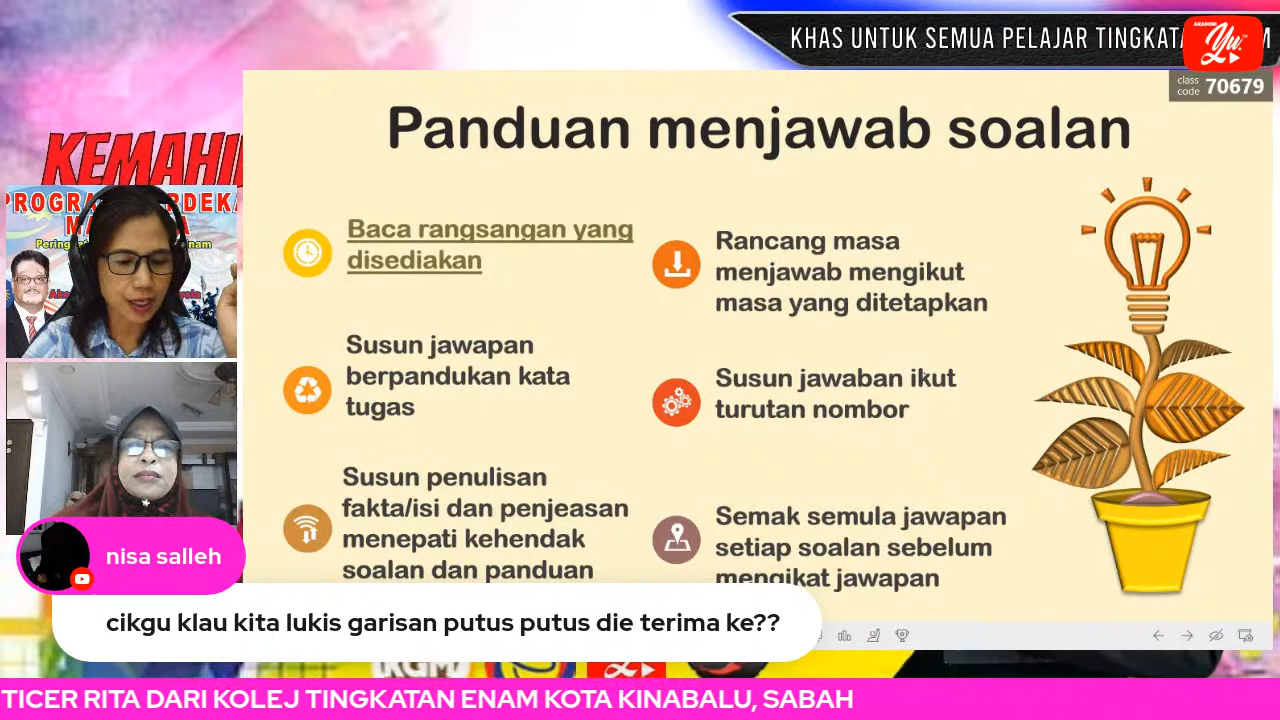 KHAS UNTUK SEMUA PELAJAR
AKADEMI
Yu.
class
code 70679
Panduan menjawab soalan
Baca rangsangan yang
disediakan
Susun jawapan
berpandukan kata
tugas
Susun penulisan
fakta/isi dan penjeasan
menepati kehendak
soalan dan panduan
Rancang masa
menjawab mengikut
masa yang ditetapkan
Susun jawaban ikut
turutan nombor
Semak semula jawapan
setiap soalan sebelum
mengikat jawapan
nisa salleh
cikgu klau kita lukis garisan putus putus die terima ke??
TICER RITA DARI KOLEJ TINGKATAN ENAM KOTA KINABALU, SABAH